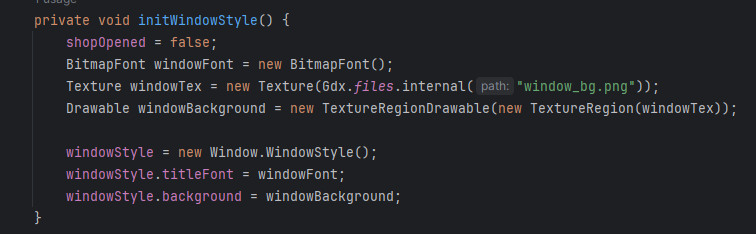 1 usage
private void initWindowStyle() {
shopOpened = false;
BitmapFont windowFont = new BitmapFont();
Texture windowTex = new Texture(Gdx.files.internal( path: "window_bg.png"));
Drawable windowBackground = new TextureRegionDrawable(new TextureRegion(windowTex));
windowStyle = new Window.WindowStyle();
windowStyle.titleFont = windowFont;
windowStyle.background = windowBackground;
}